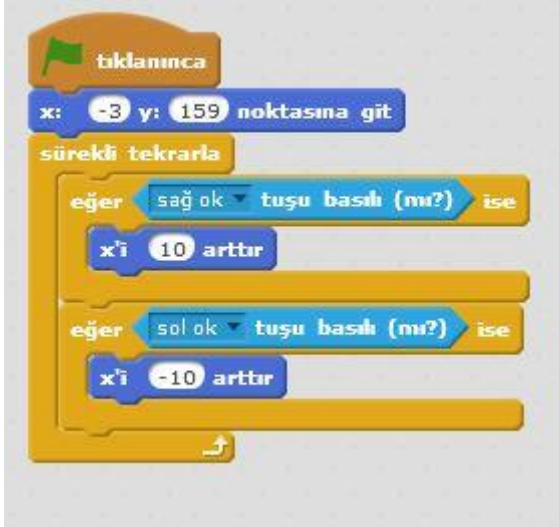 tıklanınca
x: -3 y: 159 noktasına git
sürekli tekrarla
eğer sağ ok tuşu basılı (mı?) ise
x'i 10 arttır
eğer sol ok tuşu basılı (mı?) ise
x'i -10 arttır